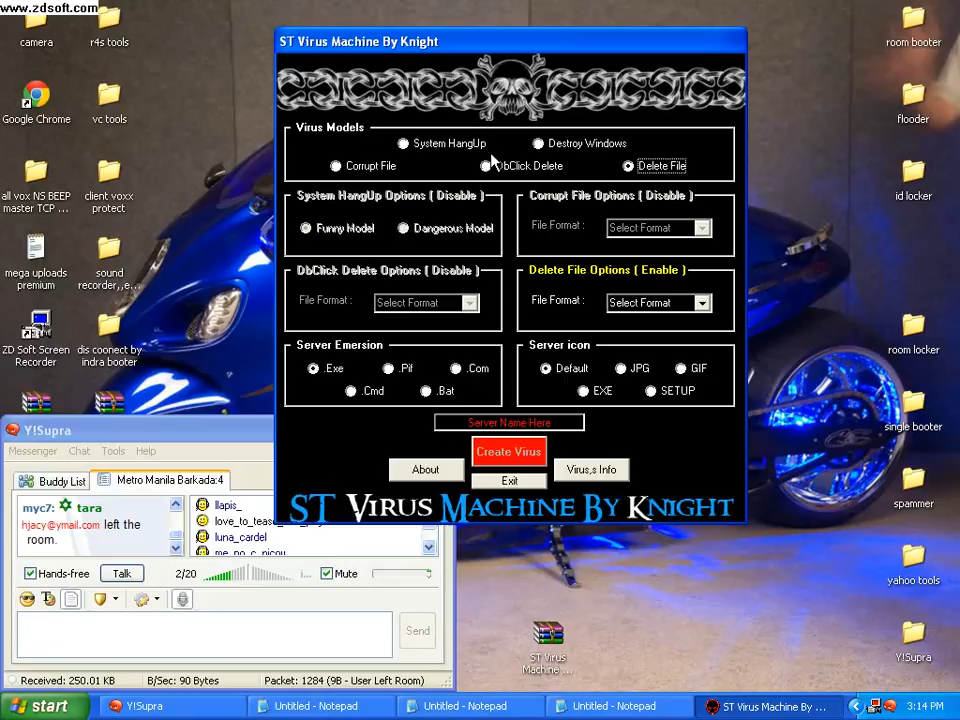 www.zdsoft.com
camera
r4s tools
Google Chrome
vc tools
all vox NS BEEP
master TCP ...
client voxx
protect
mega uploads
premium
sound
recorder,,e...
ZD Soft Screen
Recorder
dis coonect by
indra booter
room booter
flooder
id locker
room locker
single booter
spammer
yahoo tools
Y!Supra
ST Virus
Machine ...
ST Virus Machine By Knight
Virus Models
System HangUp
Destroy Windows
Corrupt File
DbClick Delete
Delete File
System HangUp Options ( Disable )
Funny Model
Dangerous Model
Corrupt File Options ( Disable )
File Format :
Select Format
DbClick Delete Options ( Disable )
File Format :
Select Format
Delete File Options ( Enable )
File Format :
Select Format
Server Emersion
.Exe
.Pif
.Com
.Cmd
.Bat
Server icon
Default
JPG
GIF
EXE
SETUP
Server Name Here
Create Virus
About
Exit
Virus,s Info
ST Virus Machine By Knight
Y!Supra
Messenger
Contact
Tools
Help
Buddy List
Metro Manila Barkada:4
myc7: tara
hjacy@ymail.com left the
room.
llapis_
luna_cardel
Hands-free
Talk
2/20
i...
Mute
Send
Received: 250.01 KB
B/Sec: 90 Bytes
Packet: 1284 (9B - User Left Room)
start
Y!Supra
Untitled - Notepad
Untitled - Notepad
Untitled - Notepad
ST Virus Machine By ...
3:14 PM